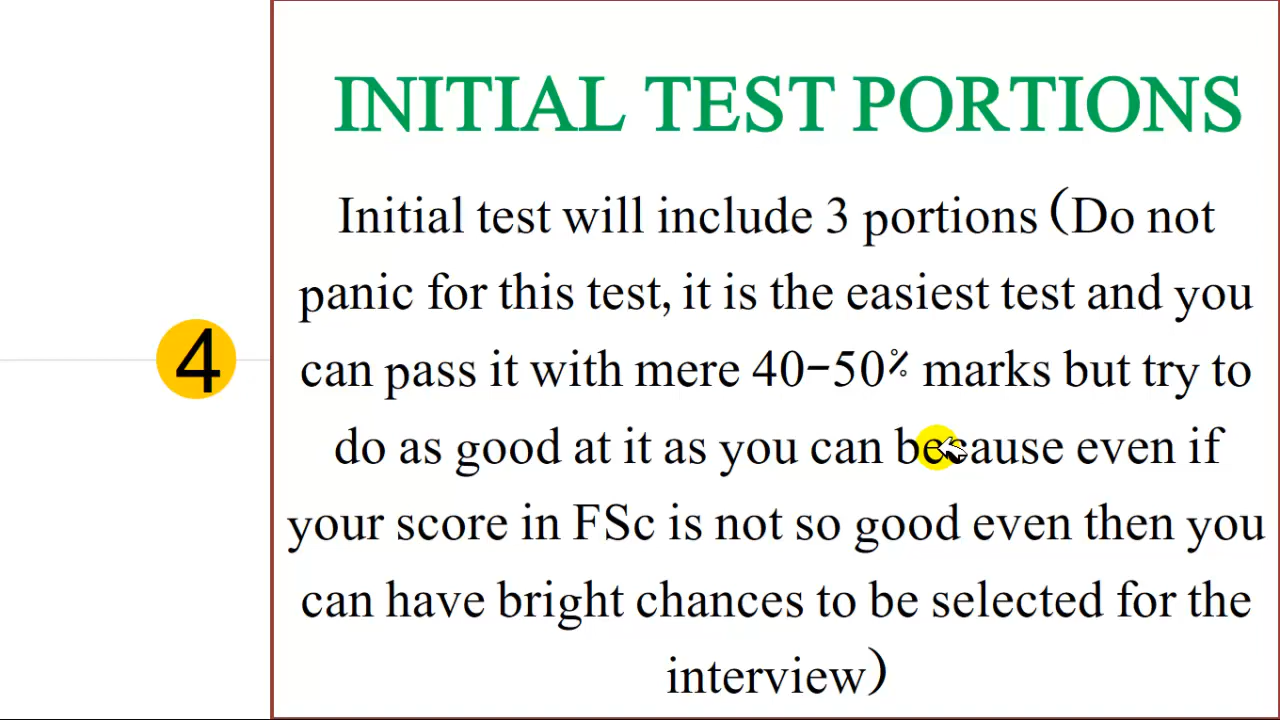 INITIAL TEST PORTIONS
Initial test will include 3 portions (Do not
panic for this test, it is the easiest test and you
can pass it with mere 40-50% marks but try to
do as good at it as you can because even if
your score in FSc is not so good even then you
can have bright chances to be selected for the
interview)
4